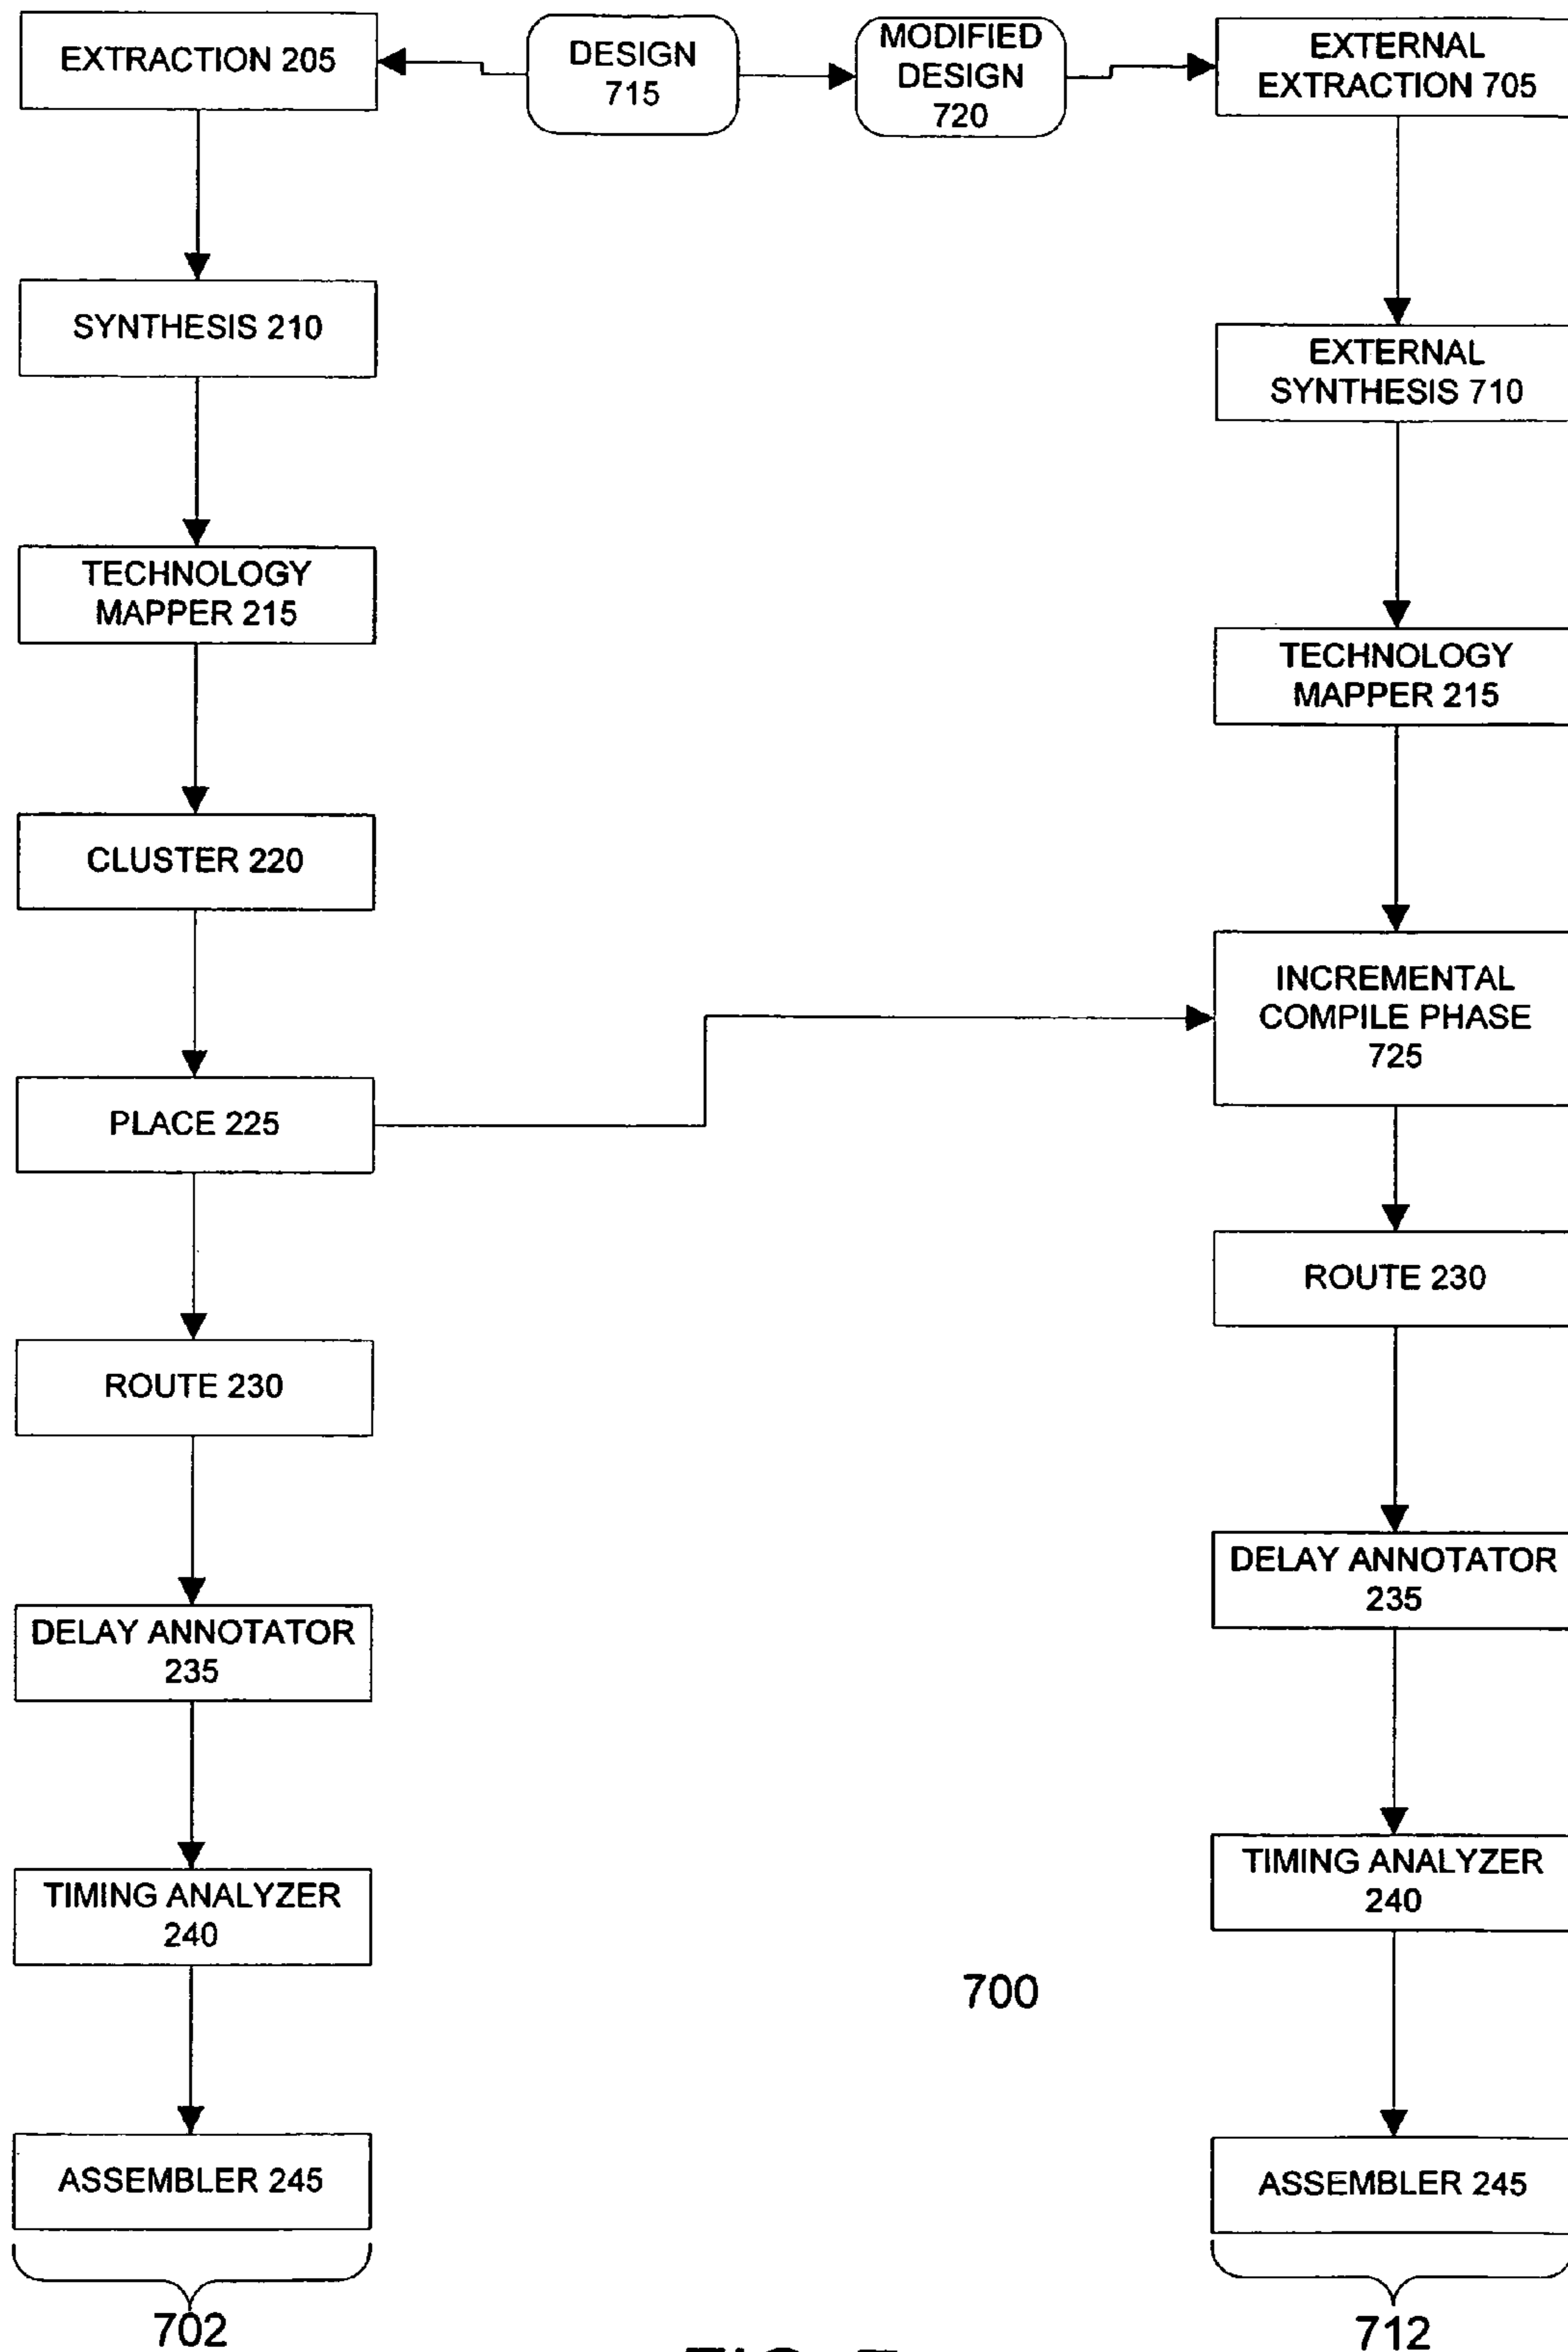 EXTRACTION 205
DESIGN
715
MODIFIED
DESIGN
720
EXTERNAL
EXTRACTION 705
SYNTHESIS 210
EXTERNAL
SYNTHESIS 710
TECHNOLOGY
MAPPER 215
TECHNOLOGY
MAPPER 215
CLUSTER 220
INCREMENTAL
COMPILE PHASE
725
PLACE 225
ROUTE 230
ROUTE 230
DELAY ANNOTATOR
235
DELAY ANNOTATOR
235
TIMING ANALYZER
240
TIMING ANALYZER
240
700
ASSEMBLER 245
ASSEMBLER 245
702
712